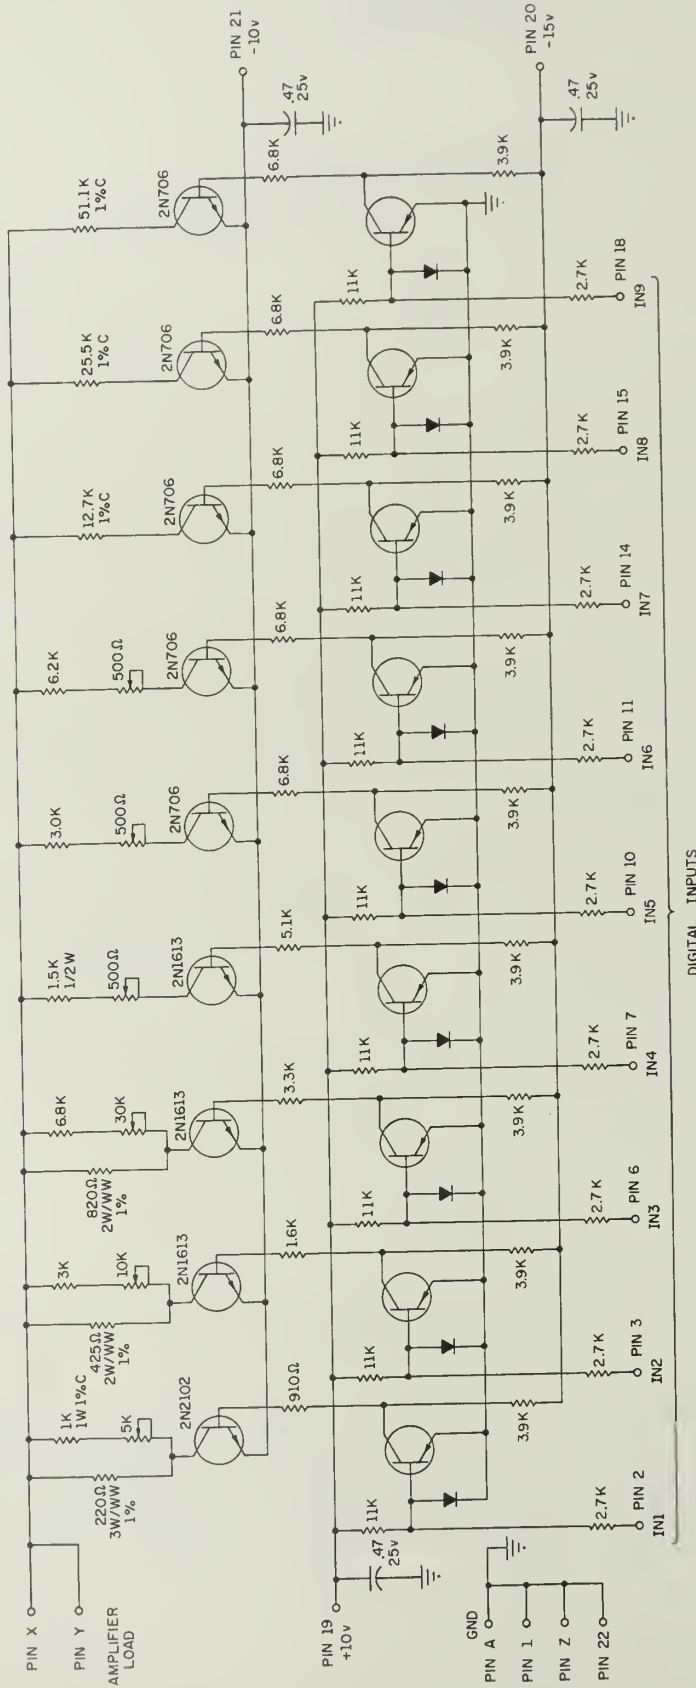 PIN X
PIN Y
AMPLIFIER
LOAD
220Ω
3W/WW
1%
1K
1W1%C
5K
2N2102
425Ω
2W/WW
1%
3K
10K
2N1613
820Ω
2W/WW
1%
6.8K
30K
2N1613
1.5K
1/2W
500Ω
2N1613
3.0K
500Ω
2N706
6.2K
500Ω
2N706
12.7K
1%C
2N706
25.5K
1%C
2N706
51.1K
1%C
2N706
PIN 21
-10v
.47
25v
910Ω
1.6K
3.3K
5.1K
6.8K
6.8K
6.8K
6.8K
6.8K
PIN 19
+10v
.47
25v
11K
11K
11K
11K
11K
11K
11K
11K
11K
3.9K
3.9K
3.9K
3.9K
3.9K
3.9K
3.9K
3.9K
3.9K
PIN 20
-15v
.47
25v
GND
PIN A
PIN 1
PIN Z
PIN 22
2.7K
2.7K
2.7K
2.7K
2.7K
2.7K
2.7K
2.7K
2.7K
PIN 2
PIN 3
PIN 6
PIN 7
PIN 10
PIN 11
PIN 14
PIN 15
PIN 18
IN1
IN2
IN3
IN4
IN5
IN6
IN7
IN8
IN9
DIGITAL INPUTS